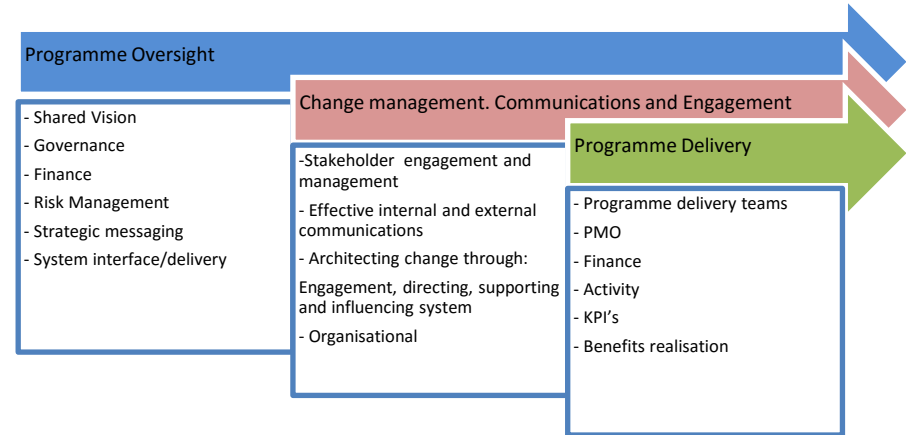 Programme Oversight
- Shared Vision
- Governance
- Finance
- Risk Management
- Strategic messaging
- System interface/delivery
Change management. Communications and Engagement
-Stakeholder engagement and
management
- Effective internal and external
communications
- Architecting change through:
Engagement, directing, supporting
and influencing system
- Organisational
Programme Delivery
- Programme delivery teams
- PMO
- Finance
- Activity
- KPI's
- Benefits realisation